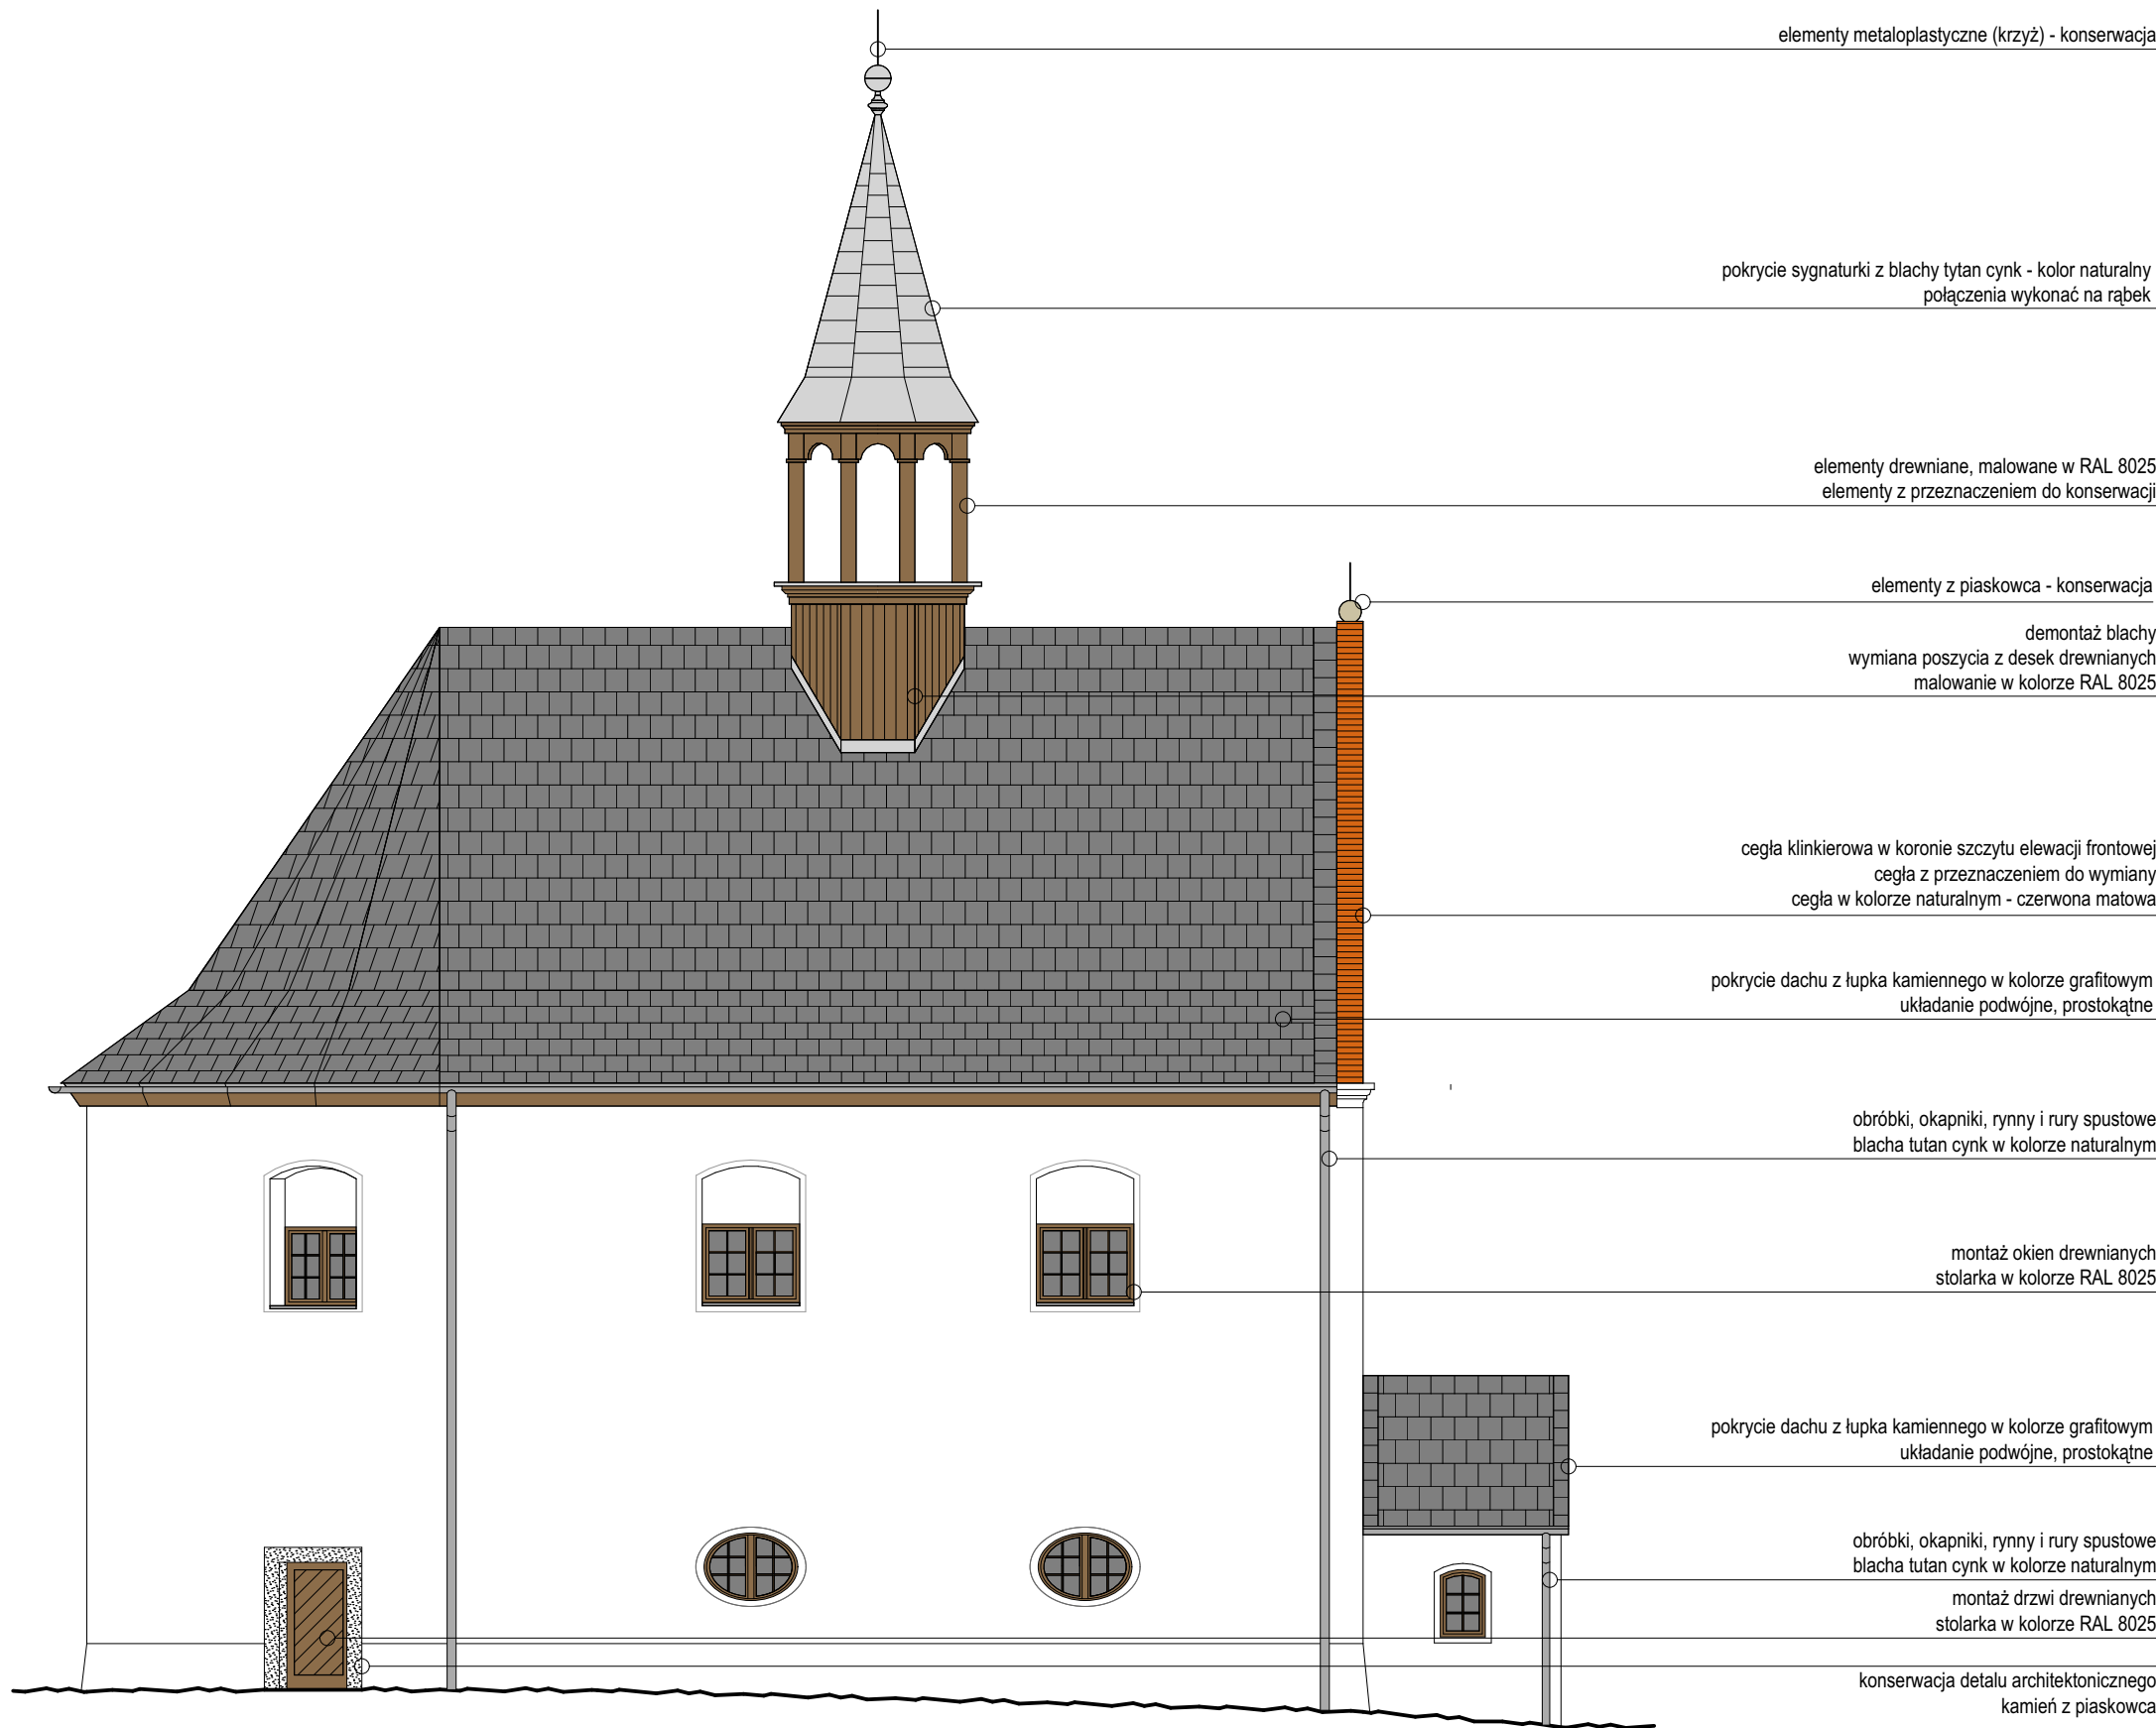 elementy metaloplastyczne (krzyż) - konserwacja
pokrycie sygnaturki z blachy tytan cynk - kolor naturalny
połączenia wykonać na rąbek
elementy drewniane, malowane w RAL 8025
elementy z przeznaczeniem do konserwacji
elementy z piaskowca - konserwacja
demontaż blachy
wymiana poszycia z desek drewnianych
malowanie w kolorze RAL 8025
cegła klinkierowa w koronie szczytu elewacji frontowej
cegła z przeznaczeniem do wymiany
cegła w kolorze naturalnym - czerwona matowa
pokrycie dachu z łupka kamiennego w kolorze grafitowym
układanie podwójne, prostokątne
obróbki, okapniki, rynny i rury spustowe
blacha tutan cynk w kolorze naturalnym
montaż okien drewnianych
stolarka w kolorze RAL 8025
pokrycie dachu z łupka kamiennego w kolorze grafitowym
układanie podwójne, prostokątne
obróbki, okapniki, rynny i rury spustowe
blacha tutan cynk w kolorze naturalnym
montaż drzwi drewnianych
stolarka w kolorze RAL 8025
konserwacja detalu architektonicznego
kamień z piaskowca